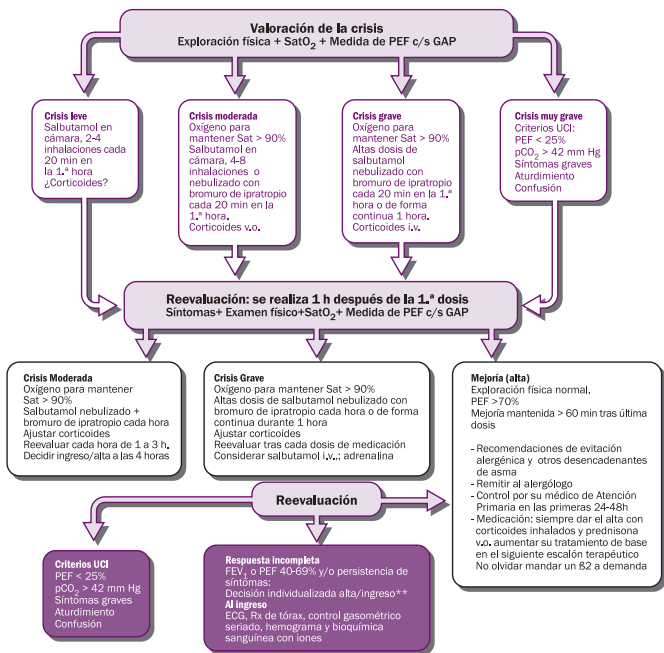 Valoración de la crisis
Exploración física + SatO2 + Medida de PEF c/s GAP
Crisis leve
Salbutamol en
cámara, 2-4
inhalaciones cada
20 min en
la 1.ª hora
¿Corticoides?
Crisis moderada
Oxígeno para
mantener Sat > 90%
Salbutamol en
cámara, 4-8
inhalaciones o
nebulizado con
bromuro de ipratropio
cada 20 min en la
1.ª hora.
Corticoides v.o.
Crisis grave
Oxígeno para
mantener Sat > 90%
Altas dosis de
salbutamol
nebulizado con
bromuro de ipratropio
cada 20 min en la 1.ª
hora o de forma
continua 1 hora.
Corticoides i.v.
Crisis muy grave
Criterios UCI:
PEF < 25%
pCO2 > 42 mm Hg
Síntomas graves
Aturdimiento
Confusión
Reevaluación: se realiza 1 h después de la 1.ª dosis
Síntomas+ Examen físico+SatO2+ Medida de PEF c/s GAP
Crisis Moderada
Oxígeno para mantener
Sat > 90%
Salbutamol nebulizado +
bromuro de ipratropio cada hora
Ajustar corticoides
Reevaluar cada hora de 1 a 3 h.
Decidir ingreso/alta a las 4 horas
Crisis Grave
Oxígeno para mantener Sat > 90%
Altas dosis de salbutamol nebulizado con
bromuro de ipratropio cada hora o de forma
continua durante 1 hora
Ajustar corticoides
Reevaluar tras cada dosis de medicación
Considerar salbutamol i.v.,; adrenalina
Mejoría (alta)
Exploración física normal,
PEF >70%
Mejoría mantenida > 60 min tras última
dosis
- Recomendaciones de evitación
alergénica y otros desencadenantes
de asma
- Remitir al alergólogo
- Control por su médico de Atención
Primaria en las primeras 24-48h
- Medicación: siempre dar el alta con
corticoides inhalados y prednisona
v.o. aumentar su tratamiento de base
en el siguiente escalón terapéutico
No olvidar mandar un ß2 a demanda
Reevaluación
Criterios UCI
PEF < 25%
pCO2 > 42 mm Hg
Síntomas graves
Aturdimiento
Confusión
Respuesta incompleta
FEV1 o PEF 40-69% y/o persistencia de
síntomas:
Decisión individualizada alta/ingreso**
Al ingreso
ECG, Rx de tórax, control gasométrico
seriado, hemograma y bioquímica
sanguínea con iones